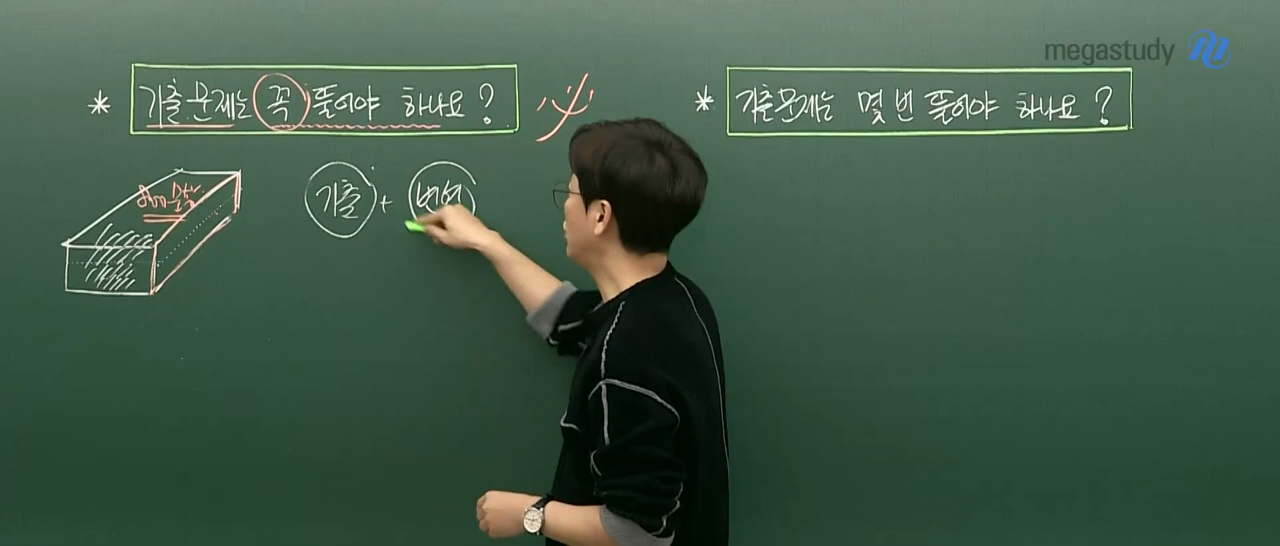 megastudy
* 기출문제는 꼭 풀어야 하나요?
必
* 기출문제는 몇 번 풀어야 하나요?
기출 + 변형